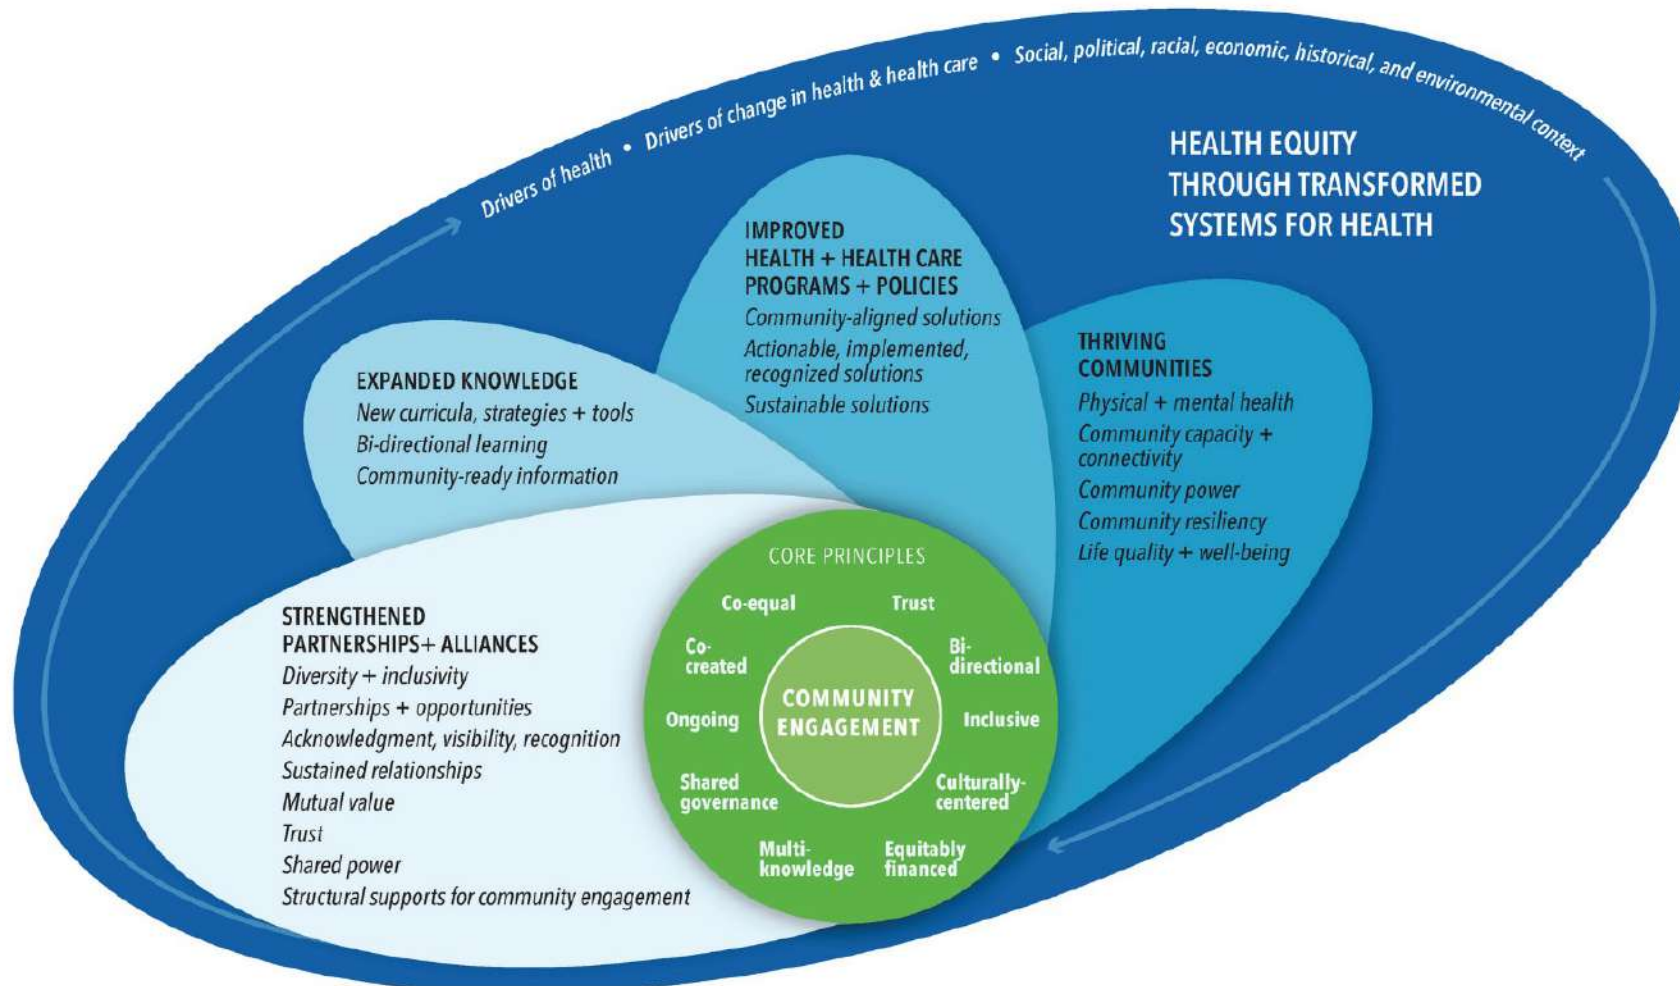 Drivers of health • Drivers of change in health & health care • Social, political, racial, economic, historical, and environmental context
HEALTH EQUITY
THROUGH TRANSFORMED
SYSTEMS FOR HEALTH
IMPROVED
HEALTH + HEALTH CARE
PROGRAMS + POLICIES
Community-aligned solutions
Actionable, implemented,
recognized solutions
Sustainable solutions
THRIVING
COMMUNITIES
Physical + mental health
Community capacity +
connectivity
Community power
Community resiliency
Life quality + well-being
EXPANDED KNOWLEDGE
New curricula, strategies + tools
Bi-directional learning
Community-ready information
STRENGTHENED
PARTNERSHIPS+ ALLIANCES
Diversity + inclusivity
Partnerships + opportunities
Acknowledgment, visibility, recognition
Sustained relationships
Mutual value
Trust
Shared power
Structural supports for community engagement
CORE PRINCIPLES
Co-equal
Trust
Co-
created
Bi-
directional
Ongoing
COMMUNITY
ENGAGEMENT
Inclusive
Shared
governance
Culturally-
centered
Multi-
knowledge
Equitably
financed